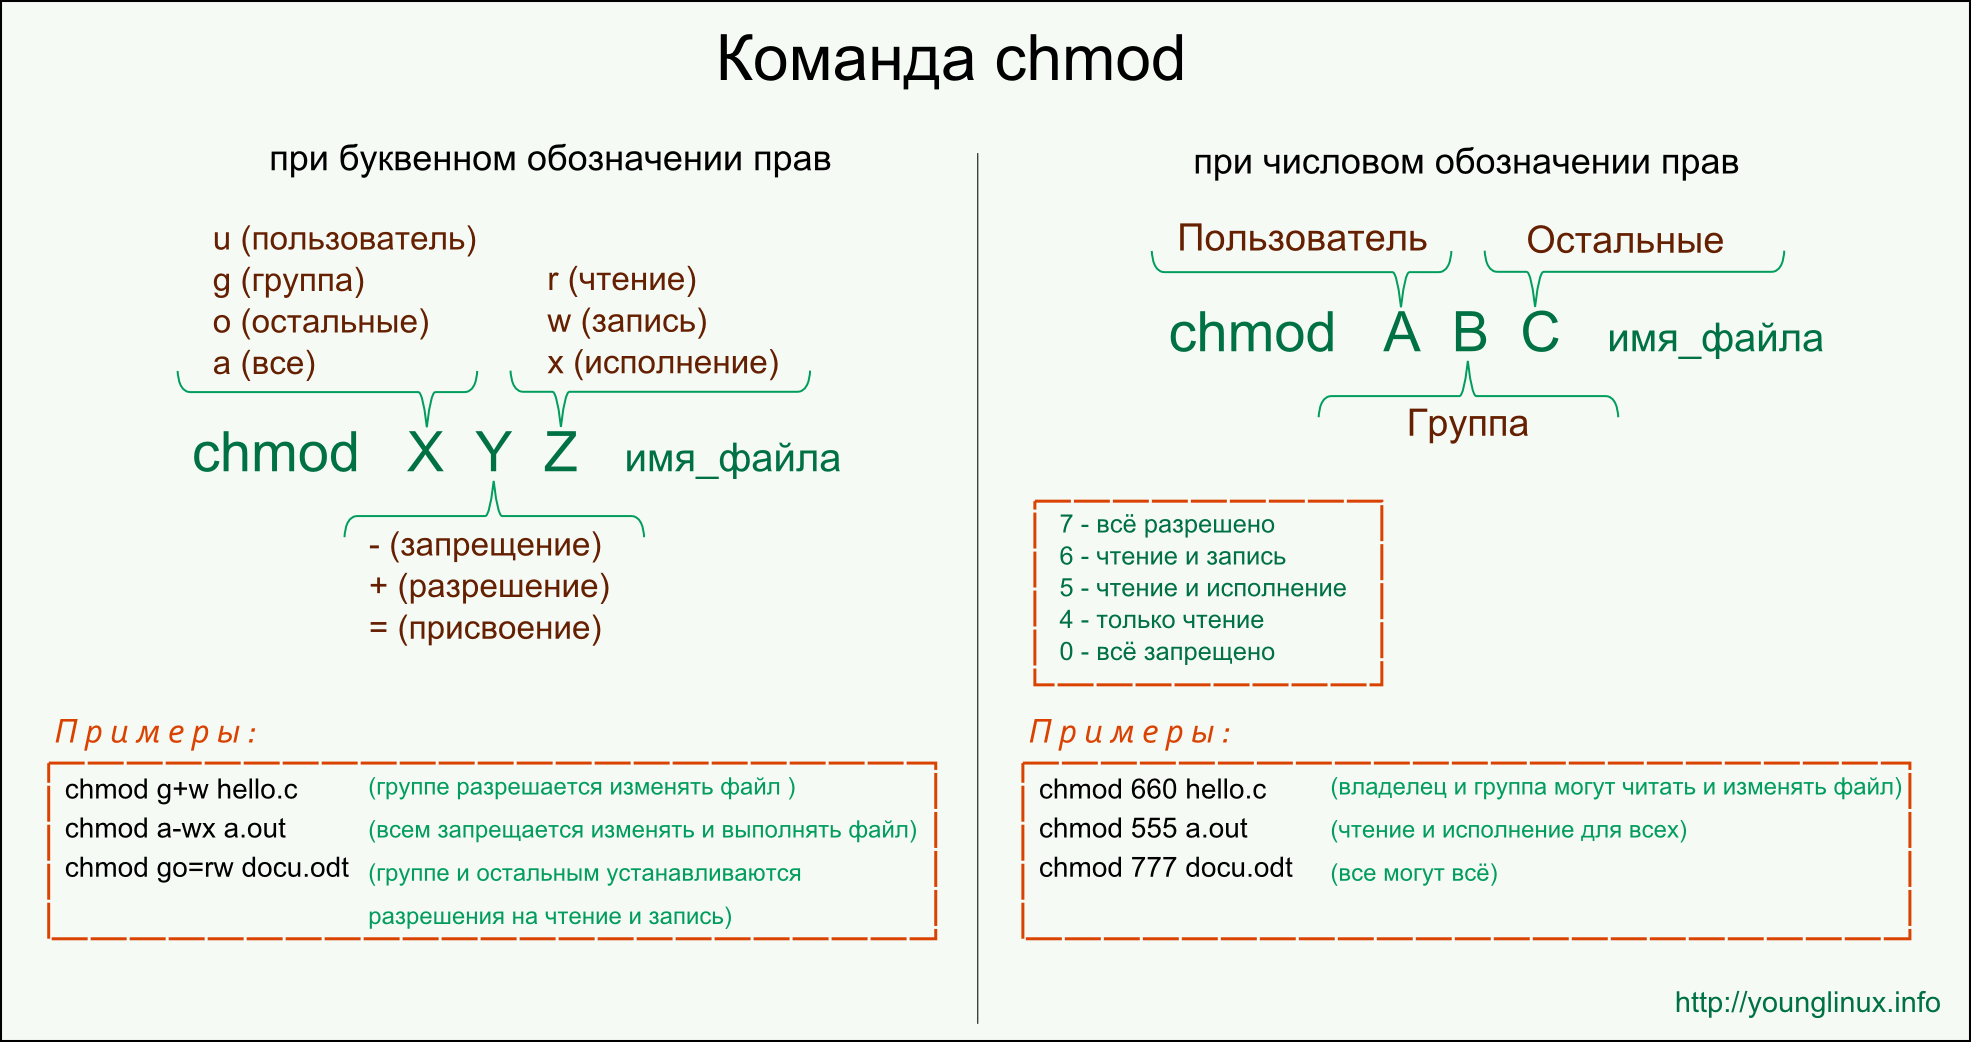 Команда chmod
при буквенном обозначении прав
u (пользователь)
g (группа)
o (остальные)
a (все)
r (чтение)
w (запись)
x (исполнение)
chmod X Y Z имя_файла
- (запрещение)
+ (разрешение)
= (присвоение)
Примеры:
chmod g+w hello.c (группе разрешается изменять файл )
chmod a-wx a.out (всем запрещается изменять и выполнять файл)
chmod go=rw docu.odt (группе и остальным устанавливаются
разрешения на чтение и запись)
при числовом обозначении прав
Пользователь Остальные
chmod A B C имя_файла
Группа
7 - всё разрешено
6 - чтение и запись
5 - чтение и исполнение
4 - только чтение
0 - всё запрещено
Примеры:
chmod 660 hello.c (владелец и группа могут читать и изменять файл)
chmod 555 a.out (чтение и исполнение для всех)
chmod 777 docu.odt (все могут всё)
http://younglinux.info